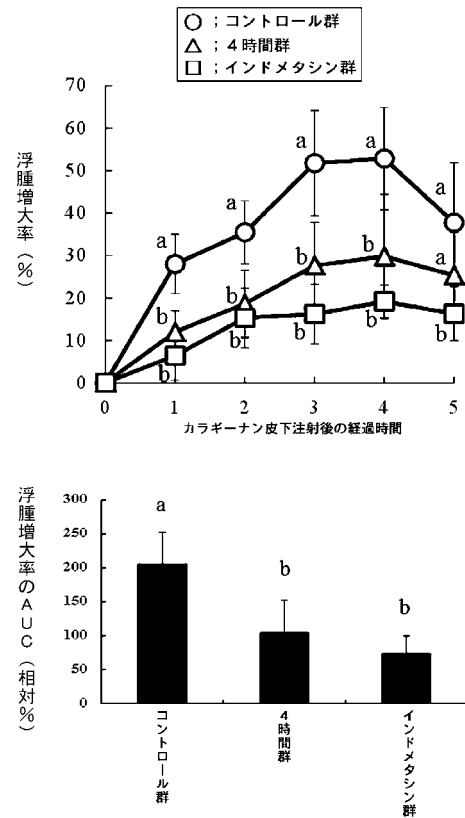 ○ ；コントロール群
△ ；４時間群
□ ；インドメタシン群
浮腫増大率（％）
70
60
50
40
30
20
10
0
a
a
a
a
a
b
b
b
b
a
b
b
b
b
b
0 1 2 3 4 5
カラギーナン皮下注射後の経過時間
浮腫増大率のＡＵＣ（相対％）
300
250
200
150
100
50
0
a
b
b
コントロール群
４時間群
インドメタシン群